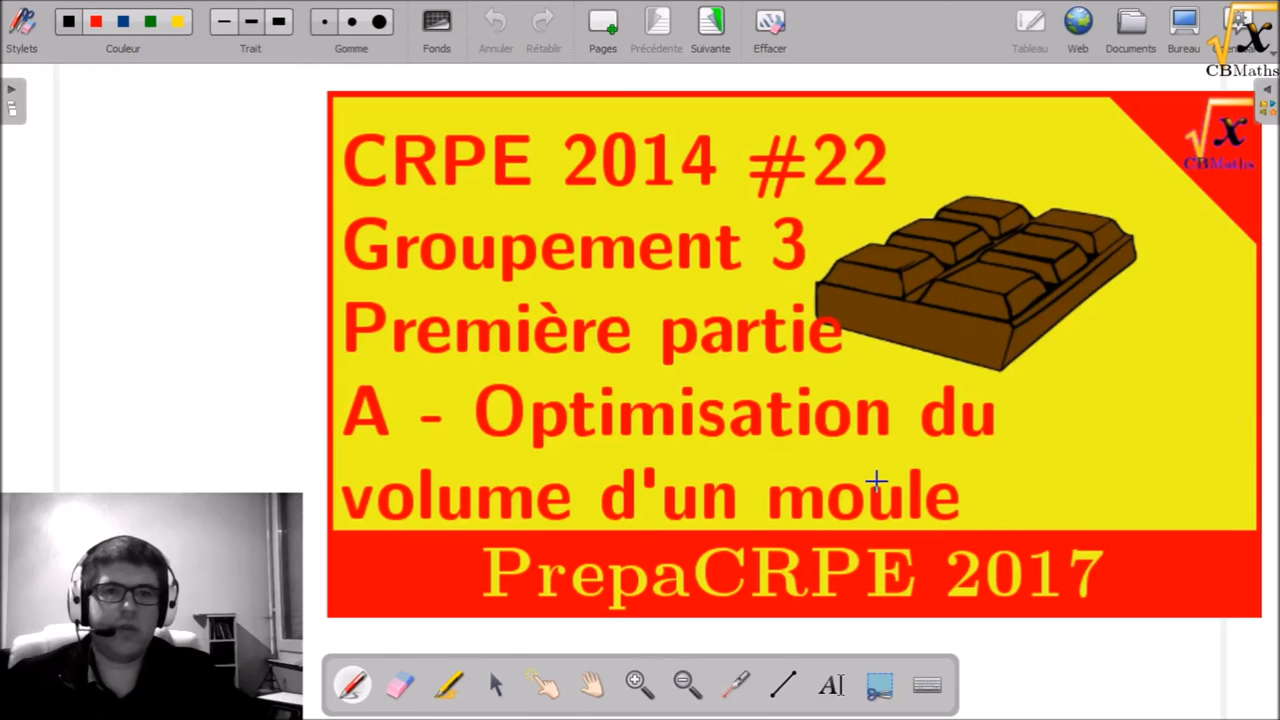 Stylets
Couleur
Trait
Gomme
Fonds
Annuler
Rétablir
Pages
Précédente
Suivante
Effacer
Tableau
Web
Documents
Bureau
x
CBMaths
CRPE 2014 #22
x
CBMaths
Groupement 3
Première partie
A - Optimisation du
volume d'un moule
PrepaCRPE 2017